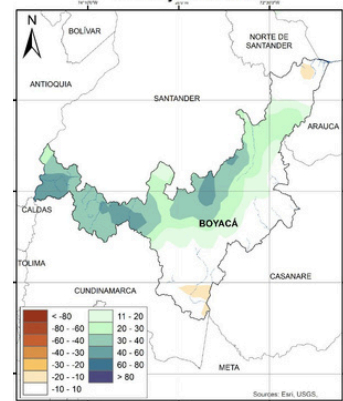 N
BOLÍVAR
NORTE DE
SANTANDER
ANTIOQUIA
SANTANDER
ARAUCA
CALDAS
BOYACÁ
TOLIMA
CASANARE
CUNDINAMARCA
META
< -80
-80 - -60
-60 - -40
-40 - -30
-30 - -20
-20 - -10
-10 - 10
11 - 20
20 - 30
30 - 40
40 - 60
60 - 80
> 80
Sources: Esri, USGS,